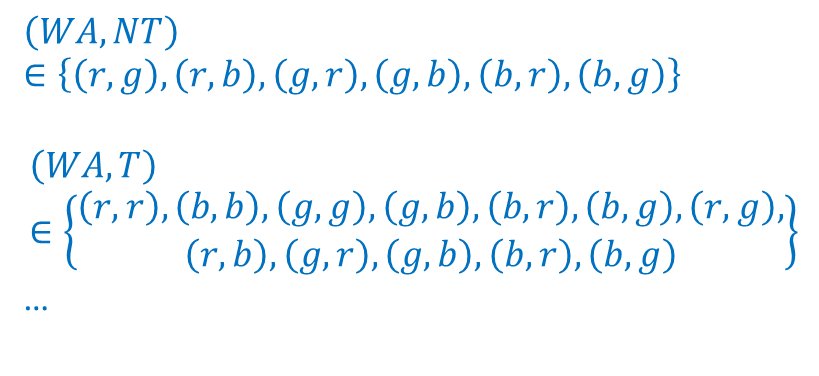 (WA, NT)
∈ {(r, g), (r, b), (g, r), (g, b), (b, r), (b, g)}
(WA, T)
∈ {(r, r), (b, b), (g, g), (g, b), (b, r), (b, g), (r, g),
(r, b), (g, r), (g, b), (b, r), (b, g)}
...